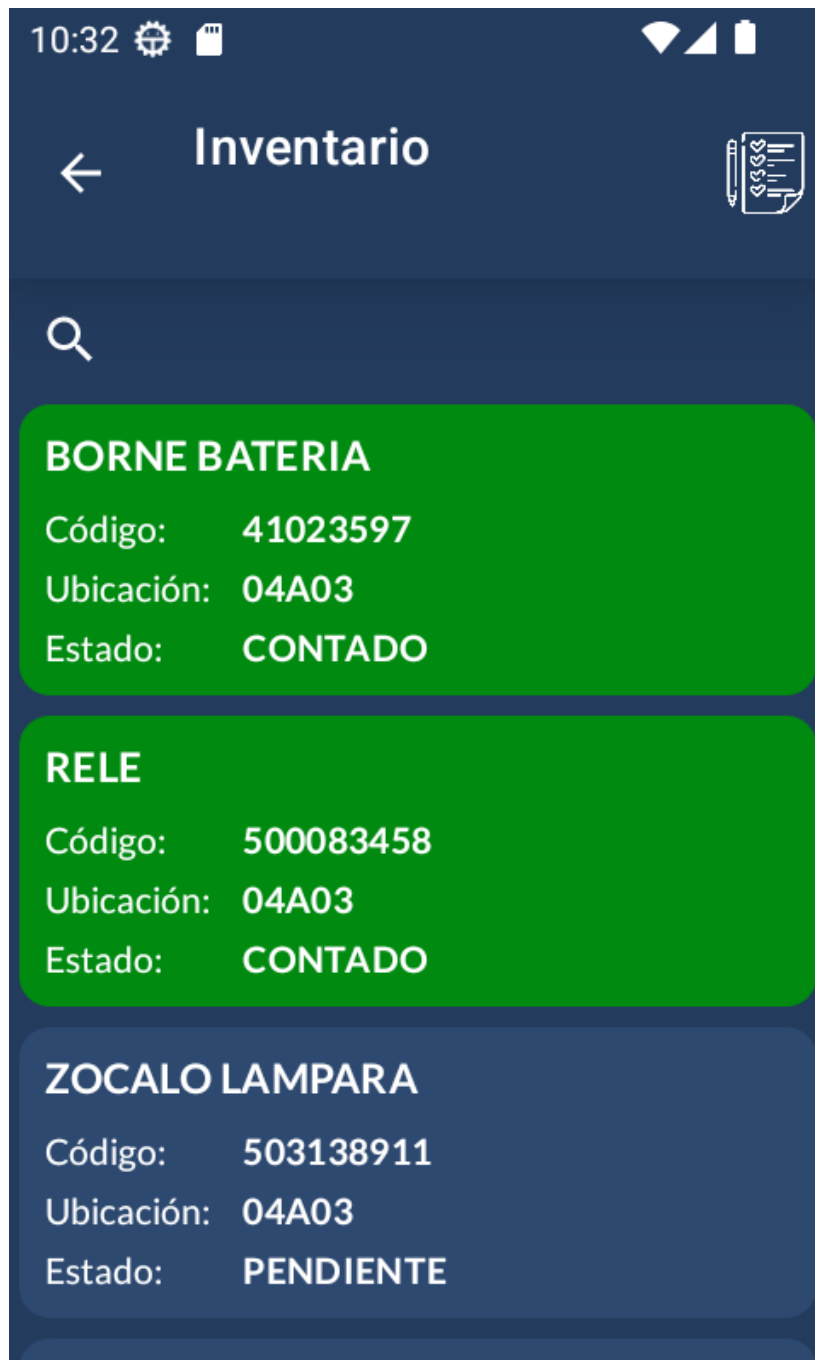 10:32
Inventario
BORNE BATERIA
Código: 41023597
Ubicación: 04A03
Estado: CONTADO
RELE
Código: 500083458
Ubicación: 04A03
Estado: CONTADO
ZOCALO LAMPARA
Código: 503138911
Ubicación: 04A03
Estado: PENDIENTE